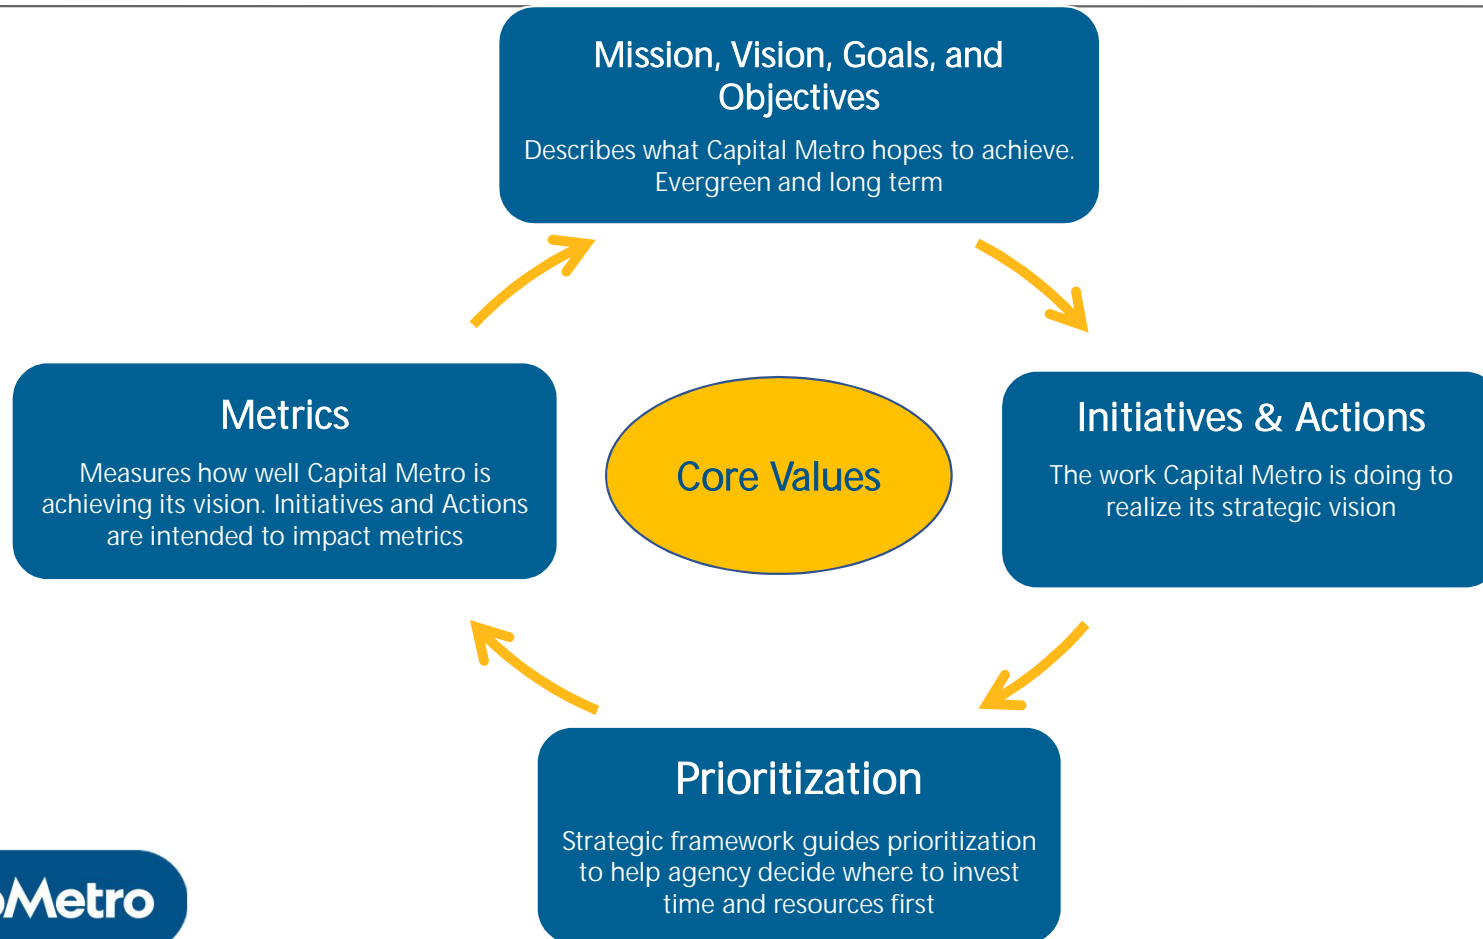 Mission, Vision, Goals, and
Objectives
Describes what Capital Metro hopes to achieve.
Evergreen and long term
Metrics
Measures how well Capital Metro is
achieving its vision. Initiatives and Actions
are intended to impact metrics
Core Values
Initiatives & Actions
The work Capital Metro is doing to
realize its strategic vision
Prioritization
Strategic framework guides prioritization
to help agency decide where to invest
time and resources first
Metro